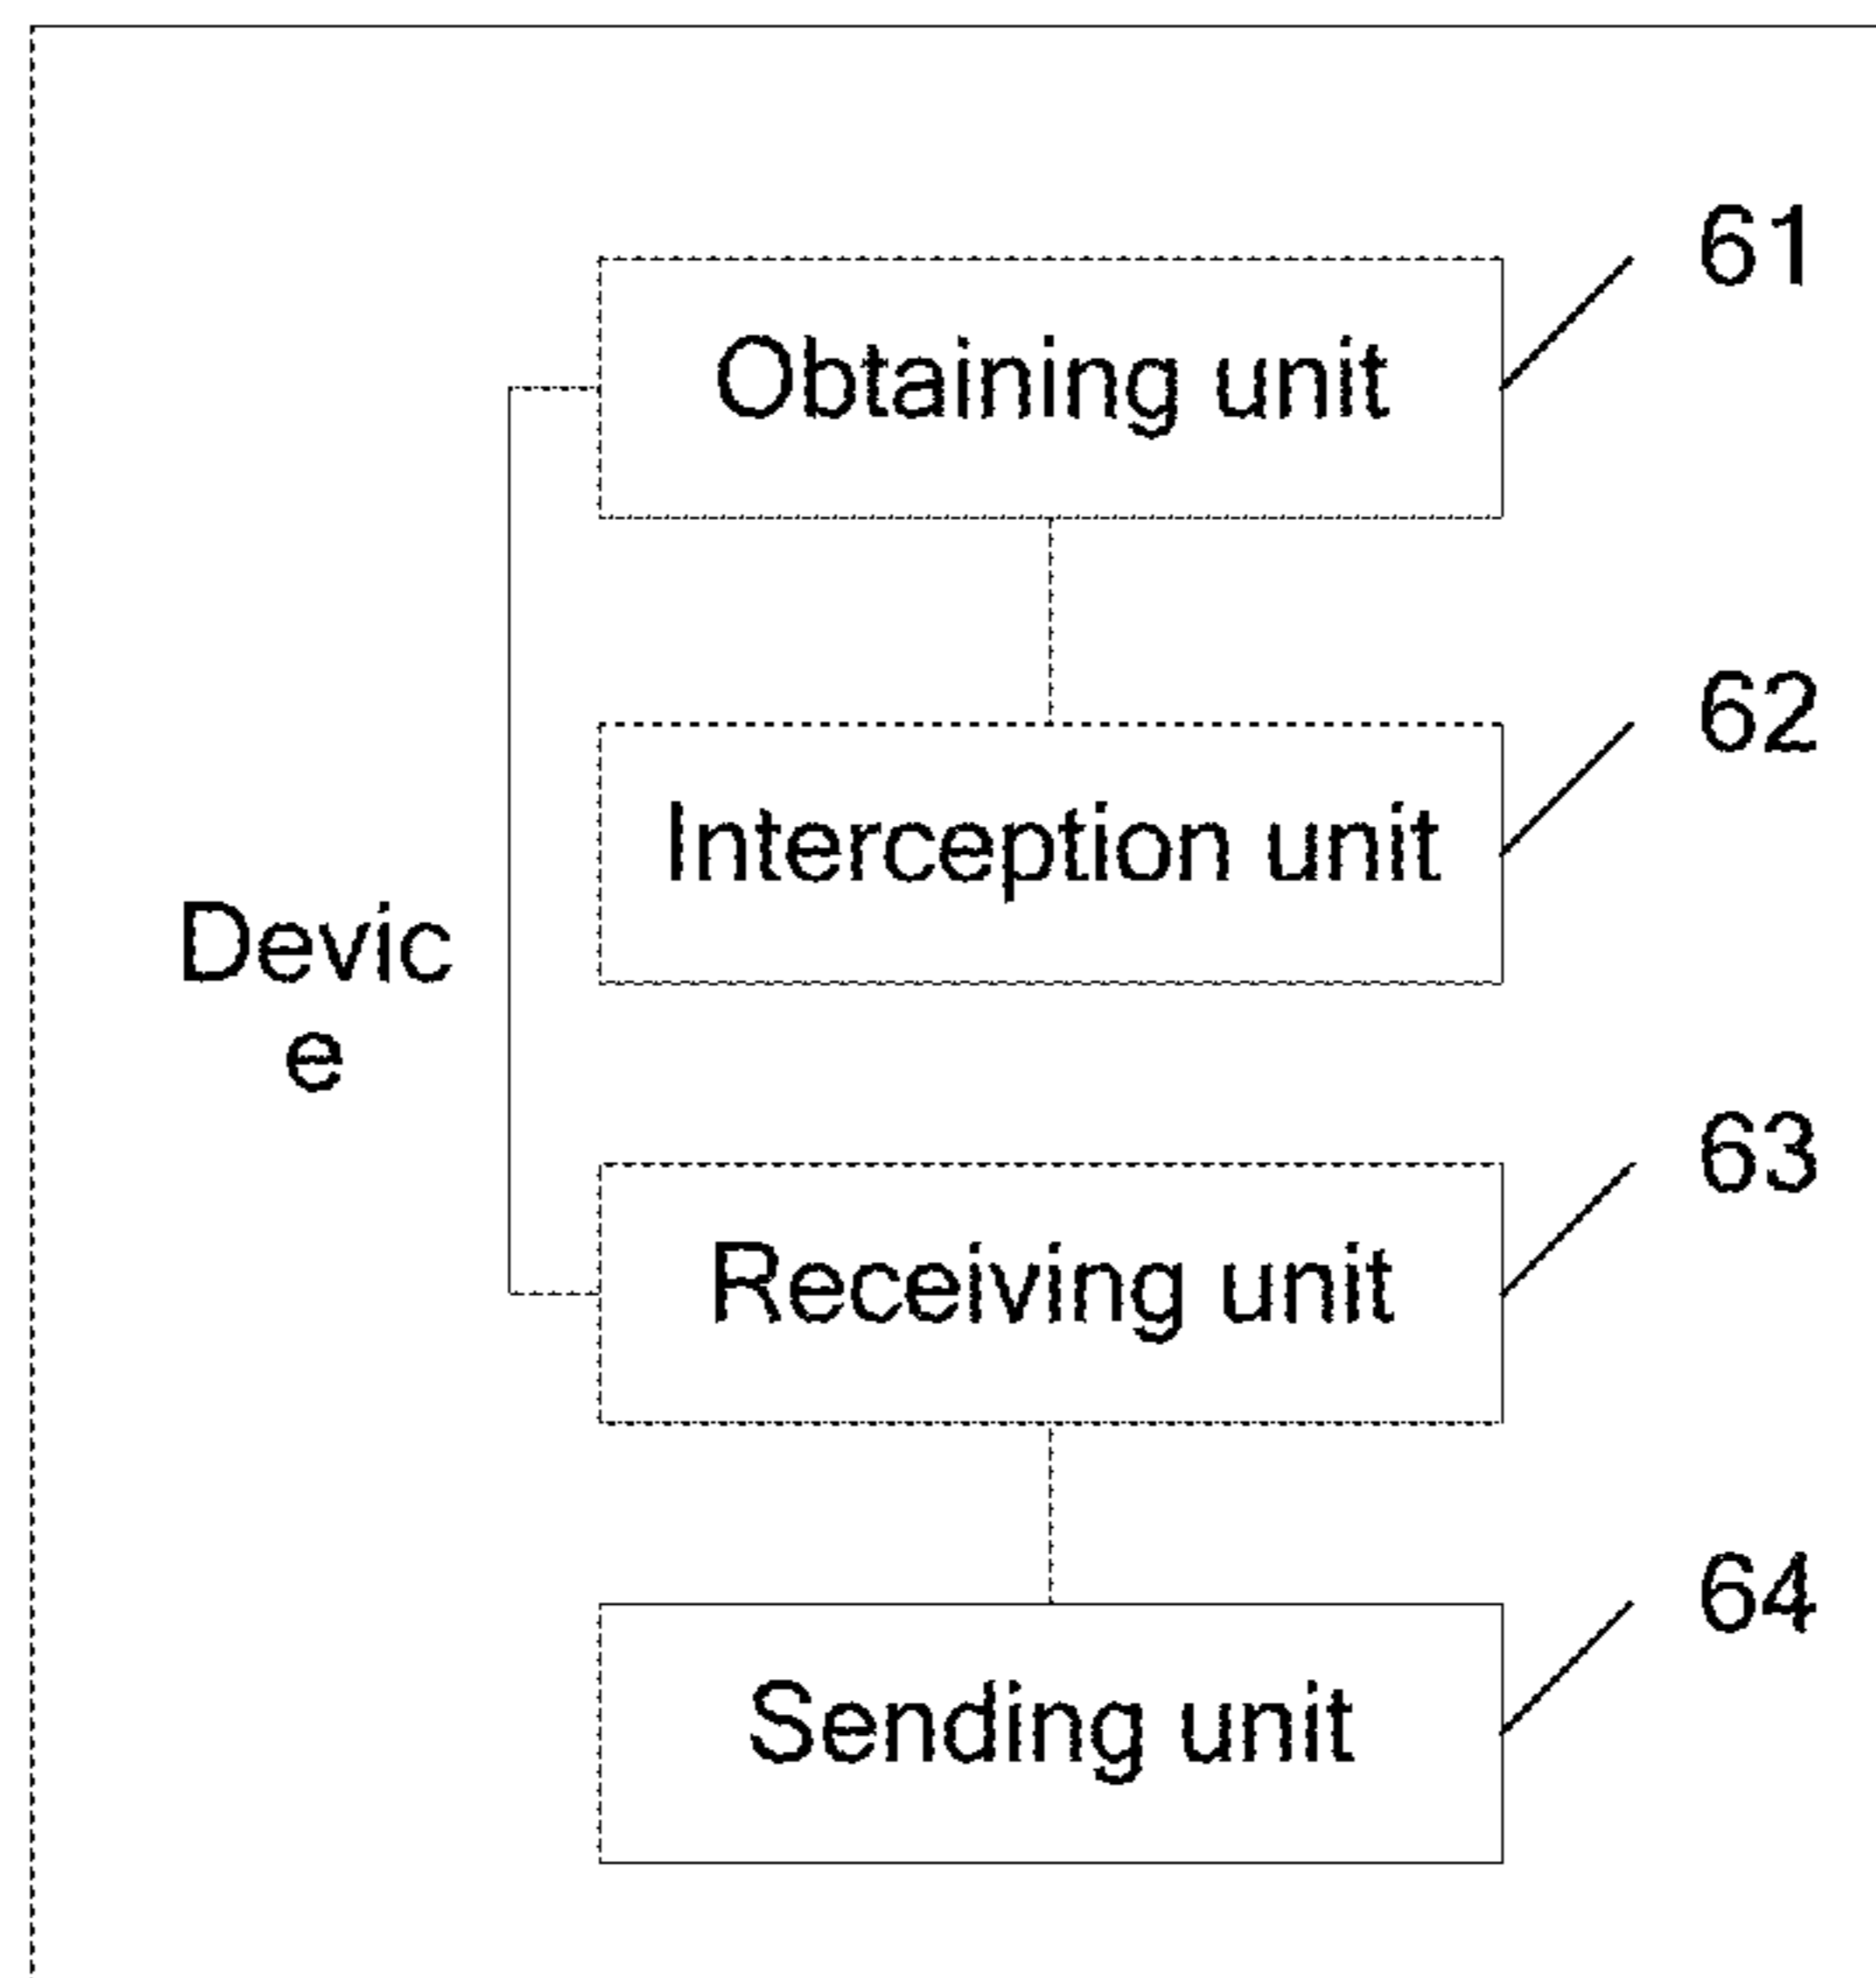 61
Obtaining unit
62
Interception unit
Devic
e
63
Receiving unit
64
Sending unit